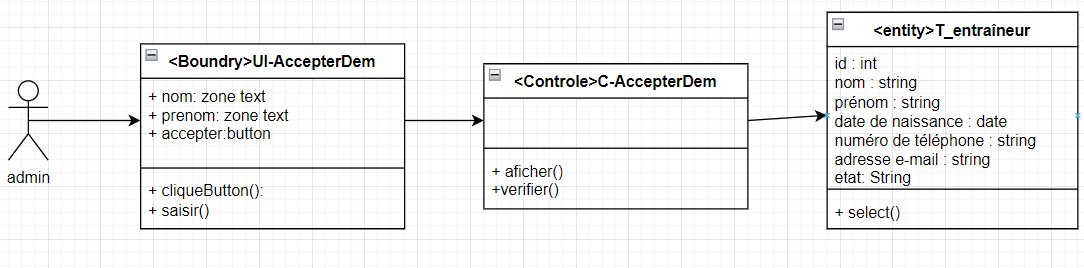 admin
<Boundry>UI-AccepterDem
+ nom: zone text
+ prenom: zone text
+ accepter:button
+ cliqueButton():
+ saisir()
<Controle>C-AccepterDem
+ aficher()
+verifier()
<entity>T_entraîneur
id : int
nom : string
prénom : string
date de naissance : date
numéro de téléphone : string
adresse e-mail : string
etat: String
+ select()